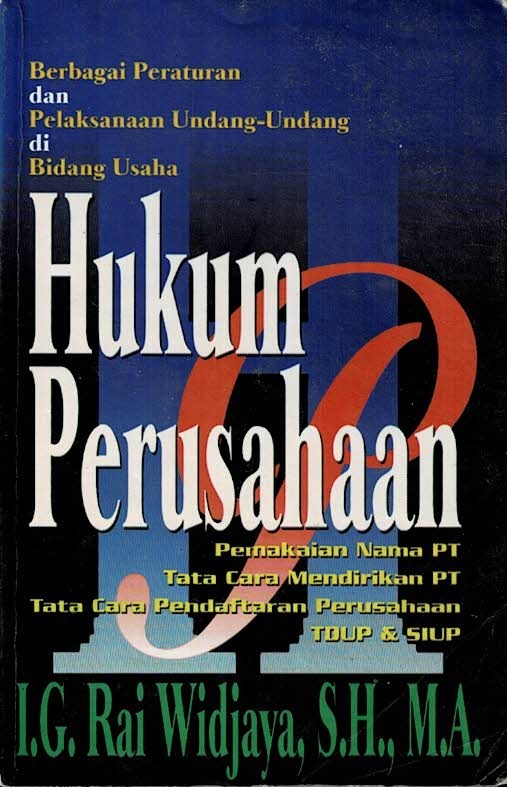 Berbagai Peraturan
dan
Pelaksanaan Undang-Undang
di
Bidang Usaha
Hukum
Perusahaan
Pemakaian Nama PT
Tata Cara Mendirikan PT
Tata Cara Pendaftaran Perusahaan
TDUP & SIUP
I.G. Rai Widjaya, S.H., M.A.